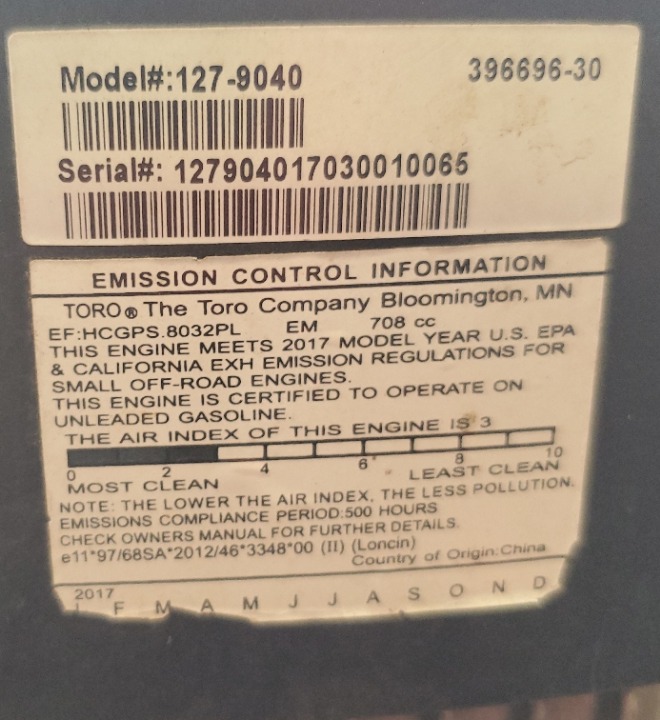 Model#:127-9040 396696-30
Serial#: 127904017030010065
EMISSION CONTROL INFORMATION
TORO® The Toro Company Bloomington, MN
EF:HCGPS.8032PL EM 708 cc
THIS ENGINE MEETS 2017 MODEL YEAR U.S. EPA
& CALIFORNIA EXH EMISSION REGULATIONS FOR
SMALL OFF-ROAD ENGINES.
THIS ENGINE IS CERTIFIED TO OPERATE ON
UNLEADED GASOLINE.
THE AIR INDEX OF THIS ENGINE IS 3
0 2 4 6 8 10
MOST CLEAN LEAST CLEAN
NOTE: THE LOWER THE AIR INDEX, THE LESS POLLUTION.
EMISSIONS COMPLIANCE PERIOD:500 HOURS
CHECK OWNERS MANUAL FOR FURTHER DETAILS.
e11*97/68SA*2012/46*3348*00 (II) (Loncin)
Country of Origin:China
2017
J F M A M J J A S O N D